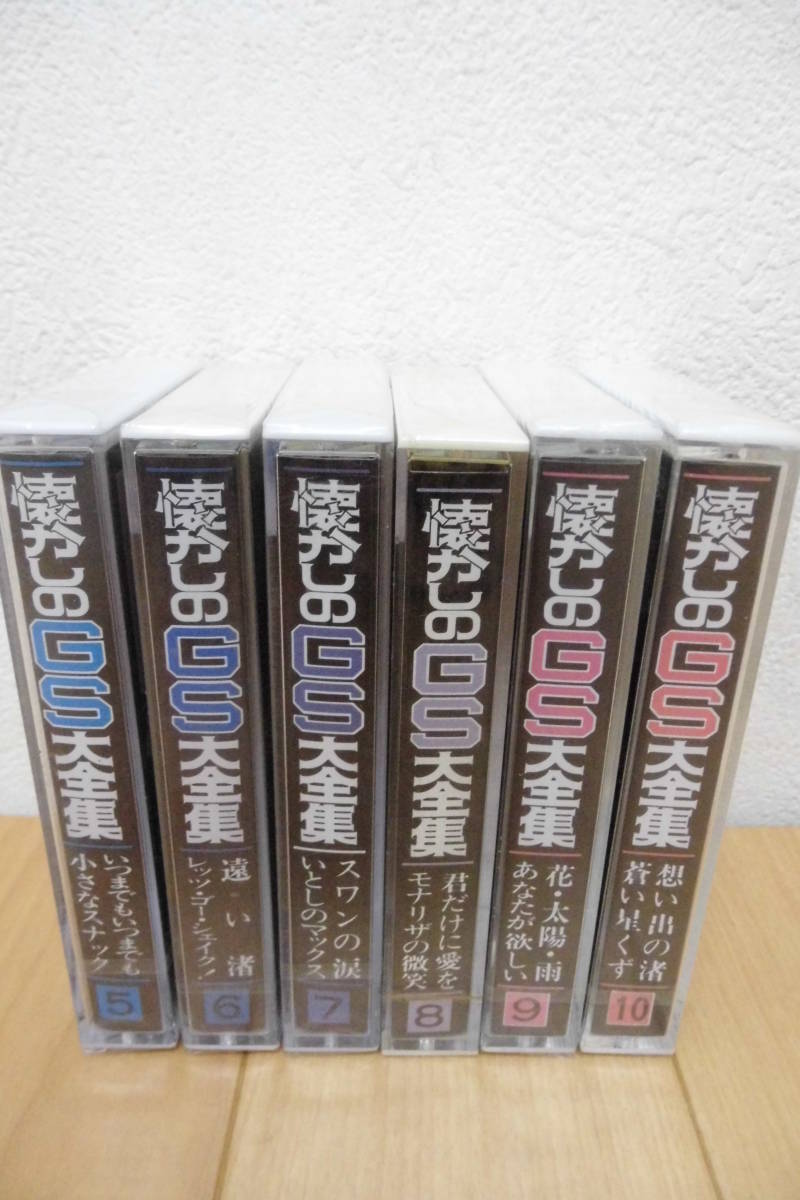 懐かしのGS大全集
いつまでもいつまでも
小さなスナック
5
懐かしのGS大全集
遠い渚
レッツ・ゴー・シェイク!
6
懐かしのGS大全集
スワンの涙
いとしのマックス
7
懐かしのGS大全集
君だけに愛を
モナリザの微笑
8
懐かしのGS大全集
花・太陽・雨
あなたが欲しい
9
懐かしのGS大全集
想い出の渚
蒼い星くず
10